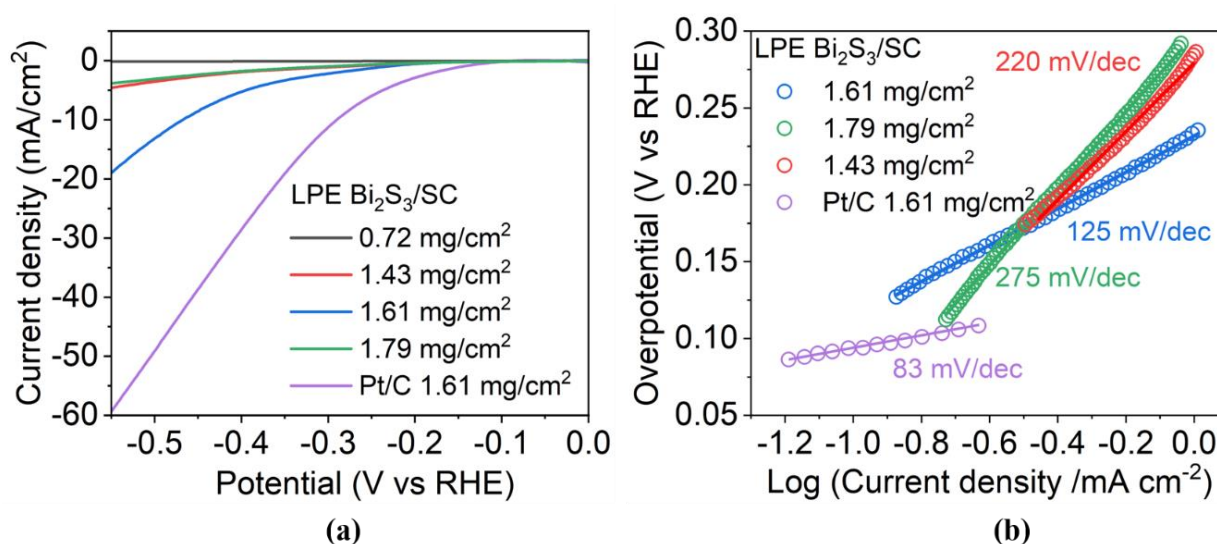 0
-10
-20
-30
-40
-50
-60
Current density (mA/cm²)
LPE Bi₂S₃/SC
0.72 mg/cm²
1.43 mg/cm²
1.61 mg/cm²
1.79 mg/cm²
Pt/C 1.61 mg/cm²
-0.5 -0.4 -0.3 -0.2 -0.1 0.0
Potential (V vs RHE)
(a)
0.30
0.25
0.20
0.15
0.10
0.05
Overpotential (V vs RHE)
LPE Bi₂S₃/SC
1.61 mg/cm²
1.79 mg/cm²
1.43 mg/cm²
Pt/C 1.61 mg/cm²
220 mV/dec
125 mV/dec
275 mV/dec
83 mV/dec
-1.2 -1.0 -0.8 -0.6 -0.4 -0.2 0.0
Log (Current density /mA cm⁻²)
(b)